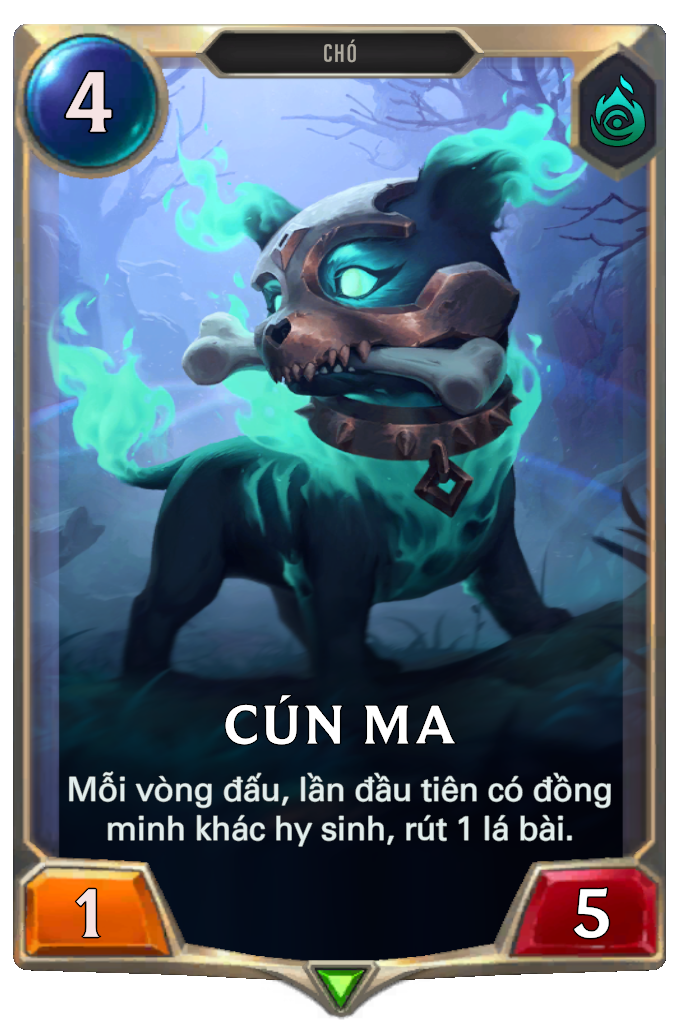 CHÓ
4
CÚN MA
Mỗi vòng đấu, lần đầu tiên có đồng
minh khác hy sinh, rút 1 lá bài.
1
5